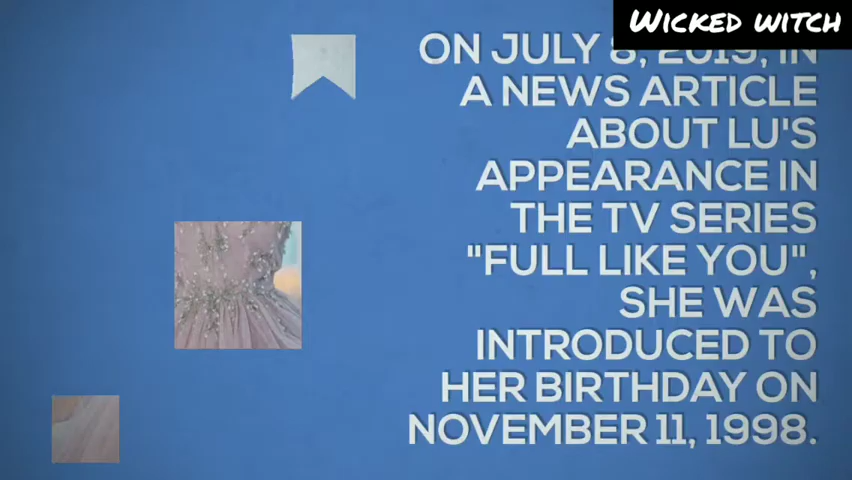 Wicked witch
ON JULY 8, 2019, IN
A NEWS ARTICLE
ABOUT LU'S
APPEARANCE IN
THE TV SERIES
"FULL LIKE YOU",
SHE WAS
INTRODUCED TO
HER BIRTHDAY ON
NOVEMBER 11, 1998.